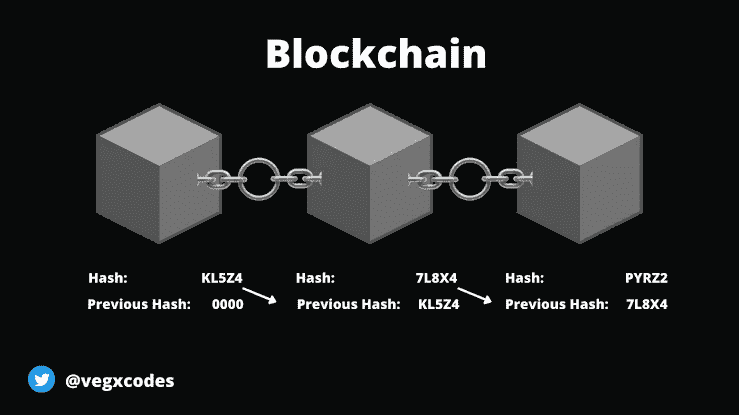 Blockchain
Hash: KL5Z4
Previous Hash: 0000
Hash: 7L8X4
Previous Hash: KL5Z4
Hash: PYRZ2
Previous Hash: 7L8X4
@vegxcodes